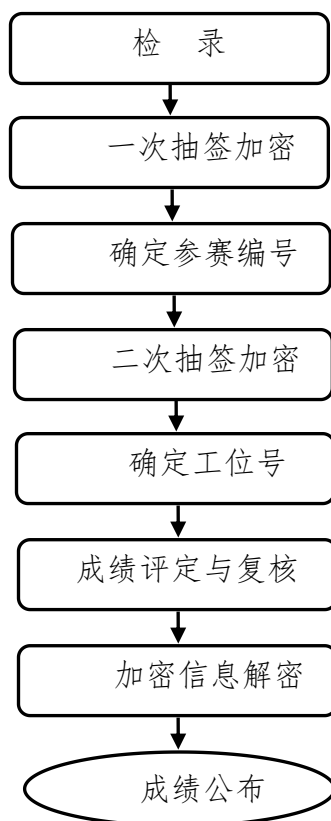 检 录
一次抽签加密
确定参赛编号
二次抽签加密
确定工位号
成绩评定与复核
加密信息解密
成绩公布